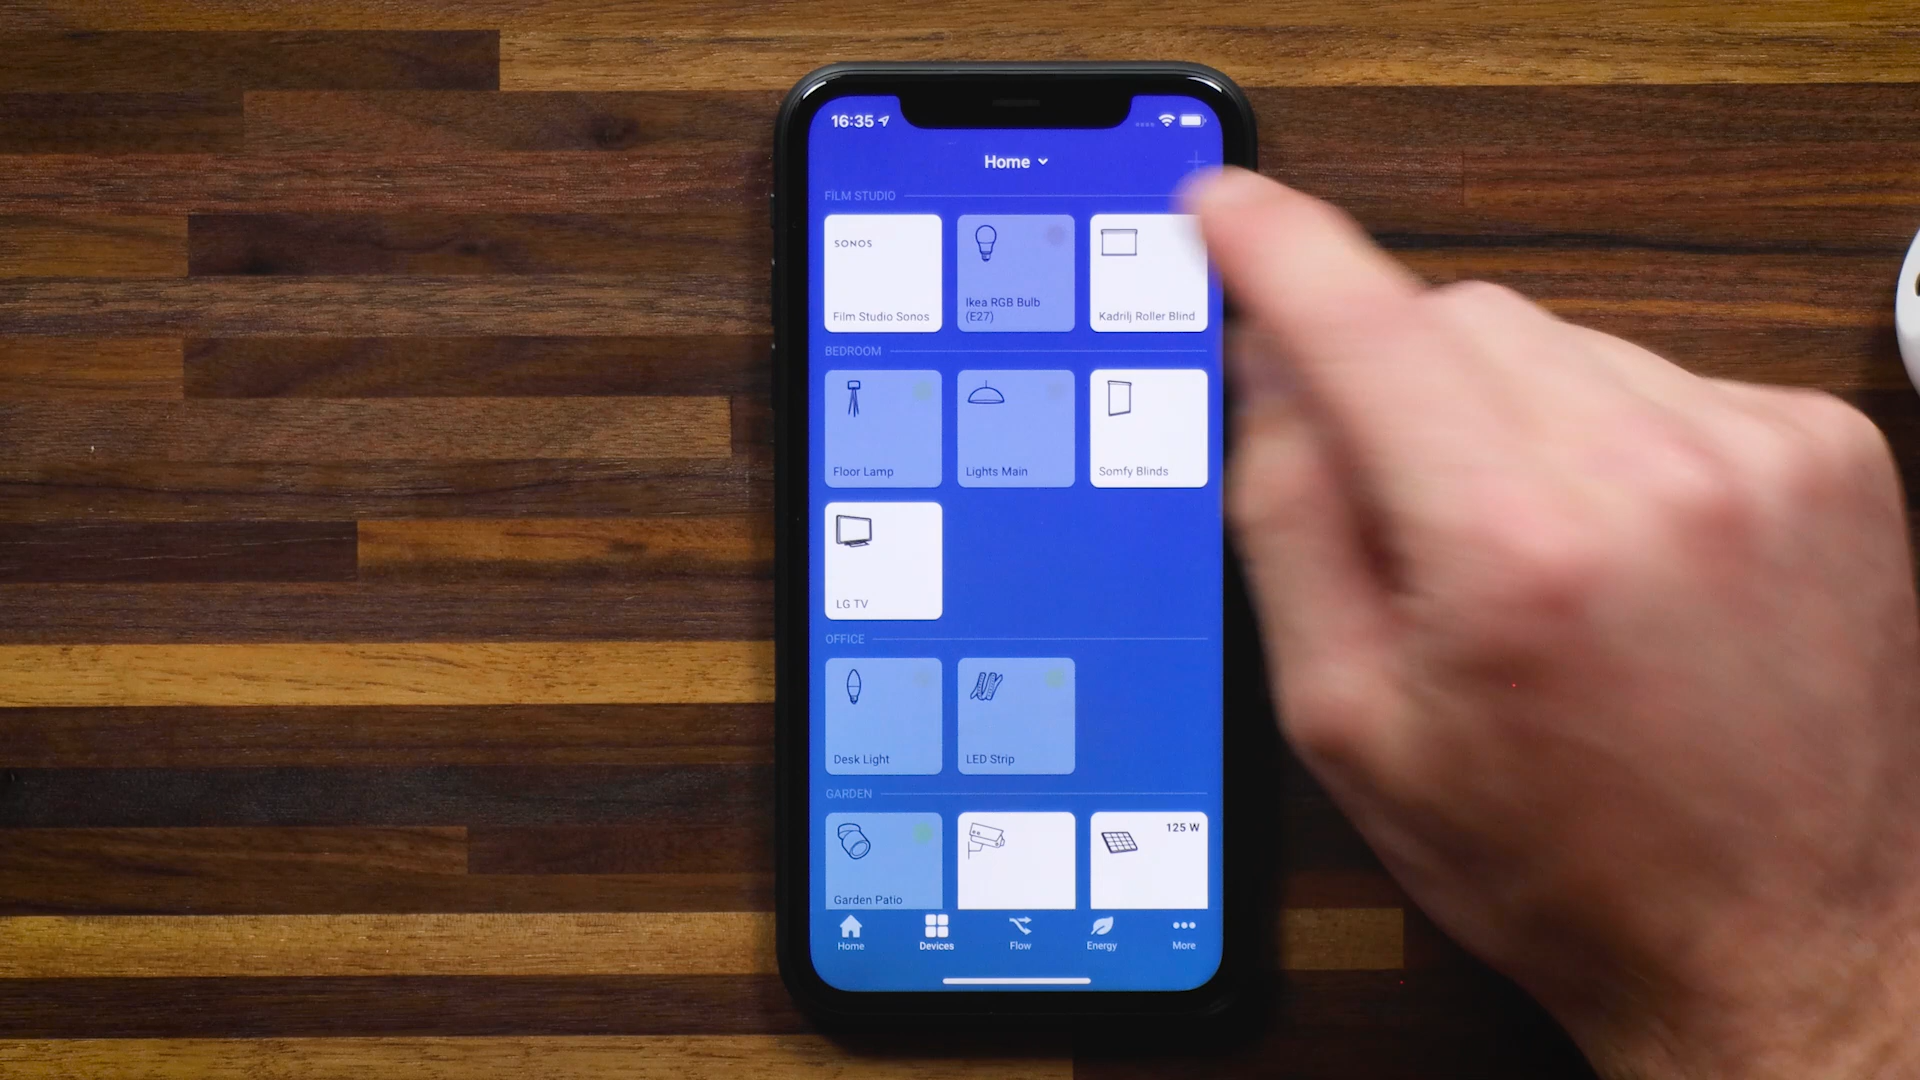 16:35
Home
FILM STUDIO
SONOS
Film Studio Sonos
Ikea RGB Bulb
(E27)
Kadrilj Roller Blind
BEDROOM
Floor Lamp
Lights Main
Somfy Blinds
LG TV
OFFICE
Desk Light
LED Strip
GARDEN
125 W
Garden Patio
Home
Devices
Flow
Energy
More